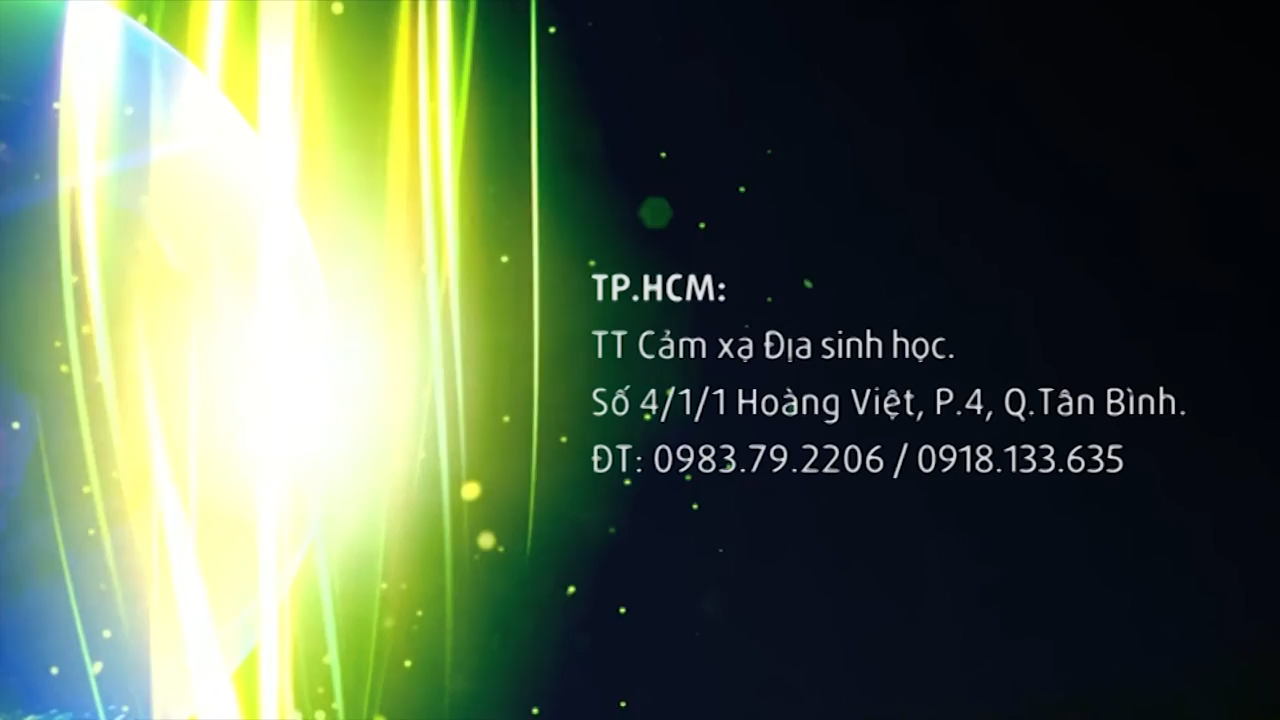 TP.HCM:
TT Cảm xạ Địa sinh học.
Số 4/1/1 Hoàng Việt, P.4, Q.Tân Bình.
ĐT: 0983.79.2206 / 0918.133.635